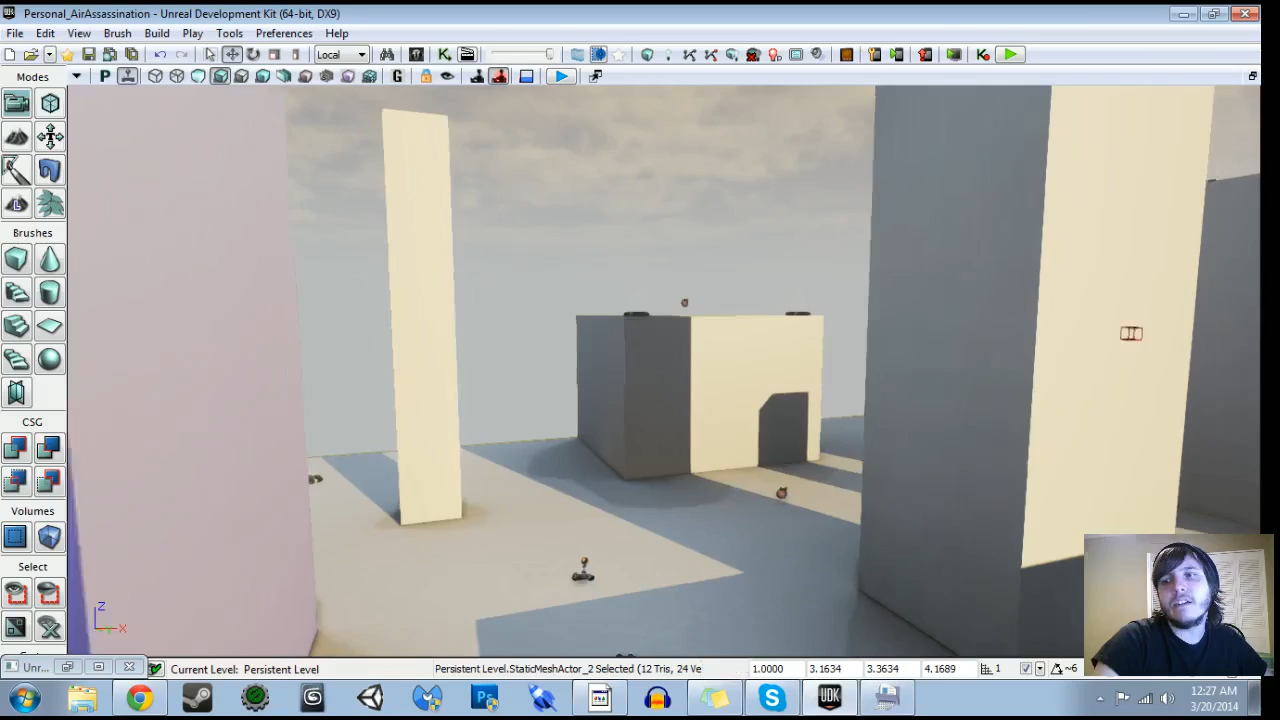 Personal_AirAssassination - Unreal Development Kit (64-bit, DX9)
File Edit View Brush Build Play Tools Preferences Help
Local
Modes
P G
Brushes
CSG
Volumes
Select
Z
X
Unr...
Current Level: Persistent Level
Persistent Level.StaticMeshActor_2 Selected (12 Tris, 24 Ve
1.0000 3.1634 3.3634 4.1689 1 ~6
12:27 AM
3/20/2014